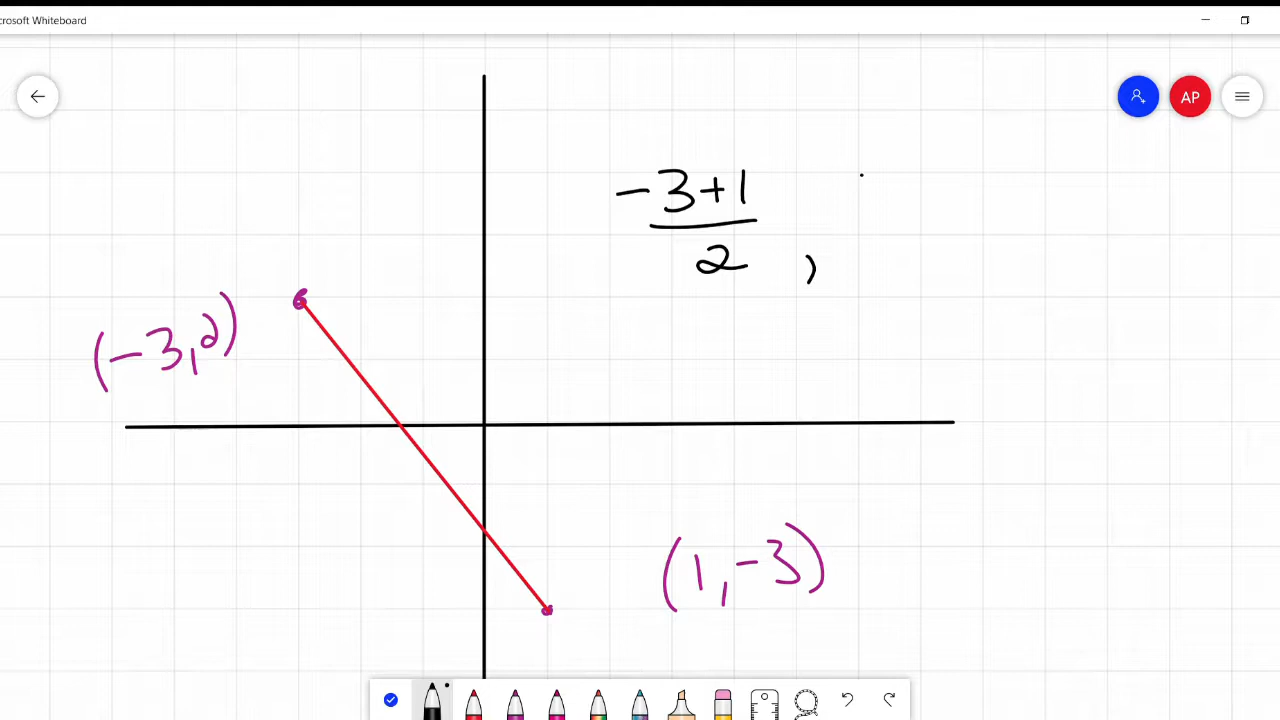 crosoft Whiteboard
AP
-3+1
2 ,
(-3,2)
(1,-3)